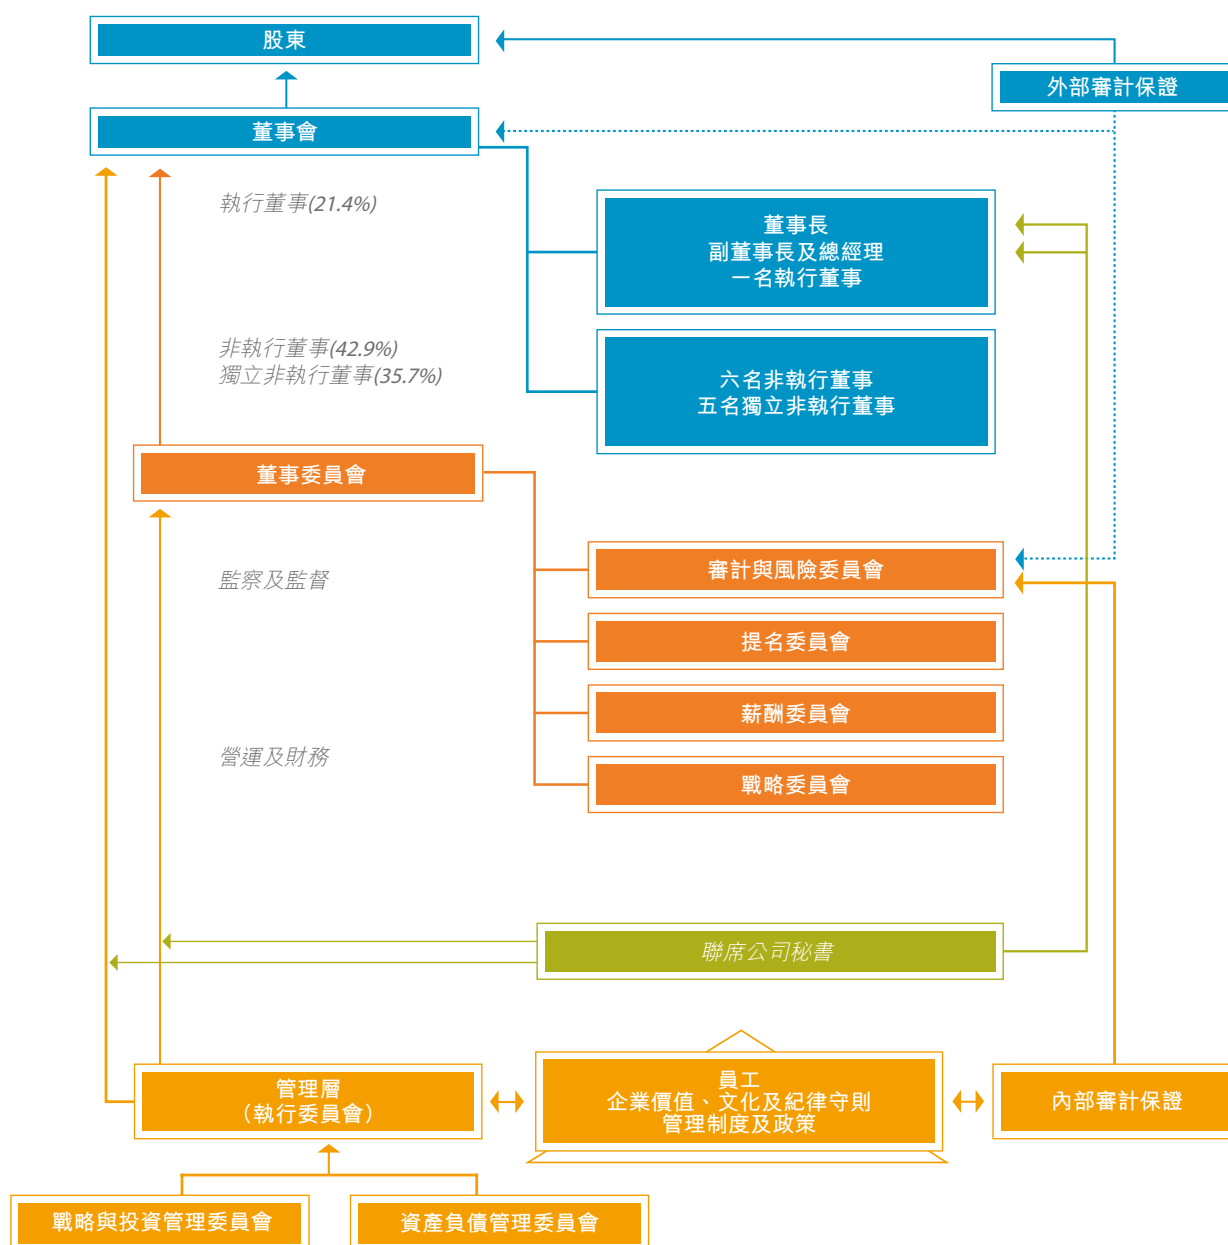 股東
外部審計保證
董事會
執行董事(21.4%)
董事長
副董事長及總經理
一名執行董事
非執行董事(42.9%)
獨立非執行董事(35.7%)
六名非執行董事
五名獨立非執行董事
董事委員會
審計與風險委員會
監察及監督
提名委員會
薪酬委員會
營運及財務
戰略委員會
聯席公司秘書
管理層
（執行委員會）
員工
企業價值、文化及紀律守則
管理制度及政策
內部審計保證
戰略與投資管理委員會
資產負債管理委員會